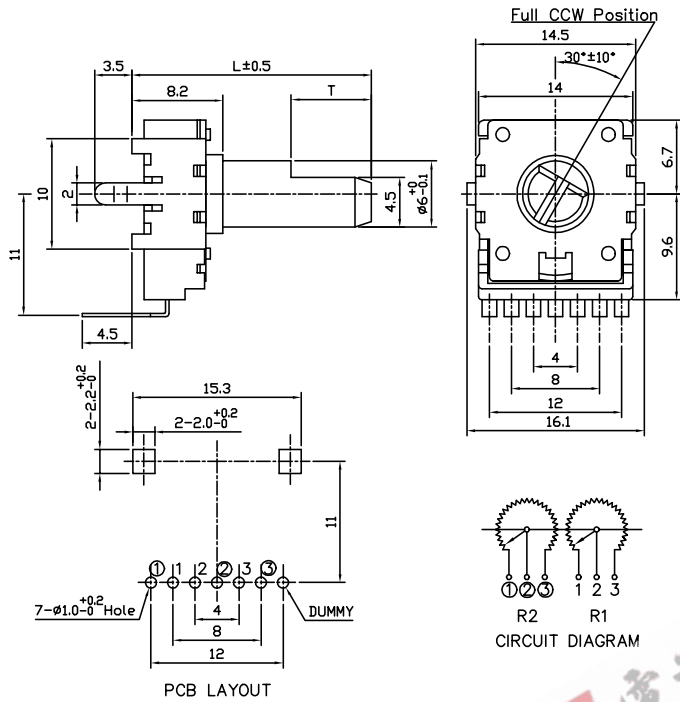 Full CCW Position
14.5
30°±10°
14
6.7
9.6
4
8
12
16.1
3.5
L±0.5
8.2
T
10
2
4.5
ø6 +0 -0.1
11
4.5
15.3
2-2.0-0 +0.2
2-2.2-0 +0.2
11
① 1 2 ② 3 ③
7-ø1.0-0 +0.2 Hole
DUMMY
4
8
12
PCB LAYOUT
① ② ③ 1 2 3
R2 R1
CIRCUIT DIAGRAM